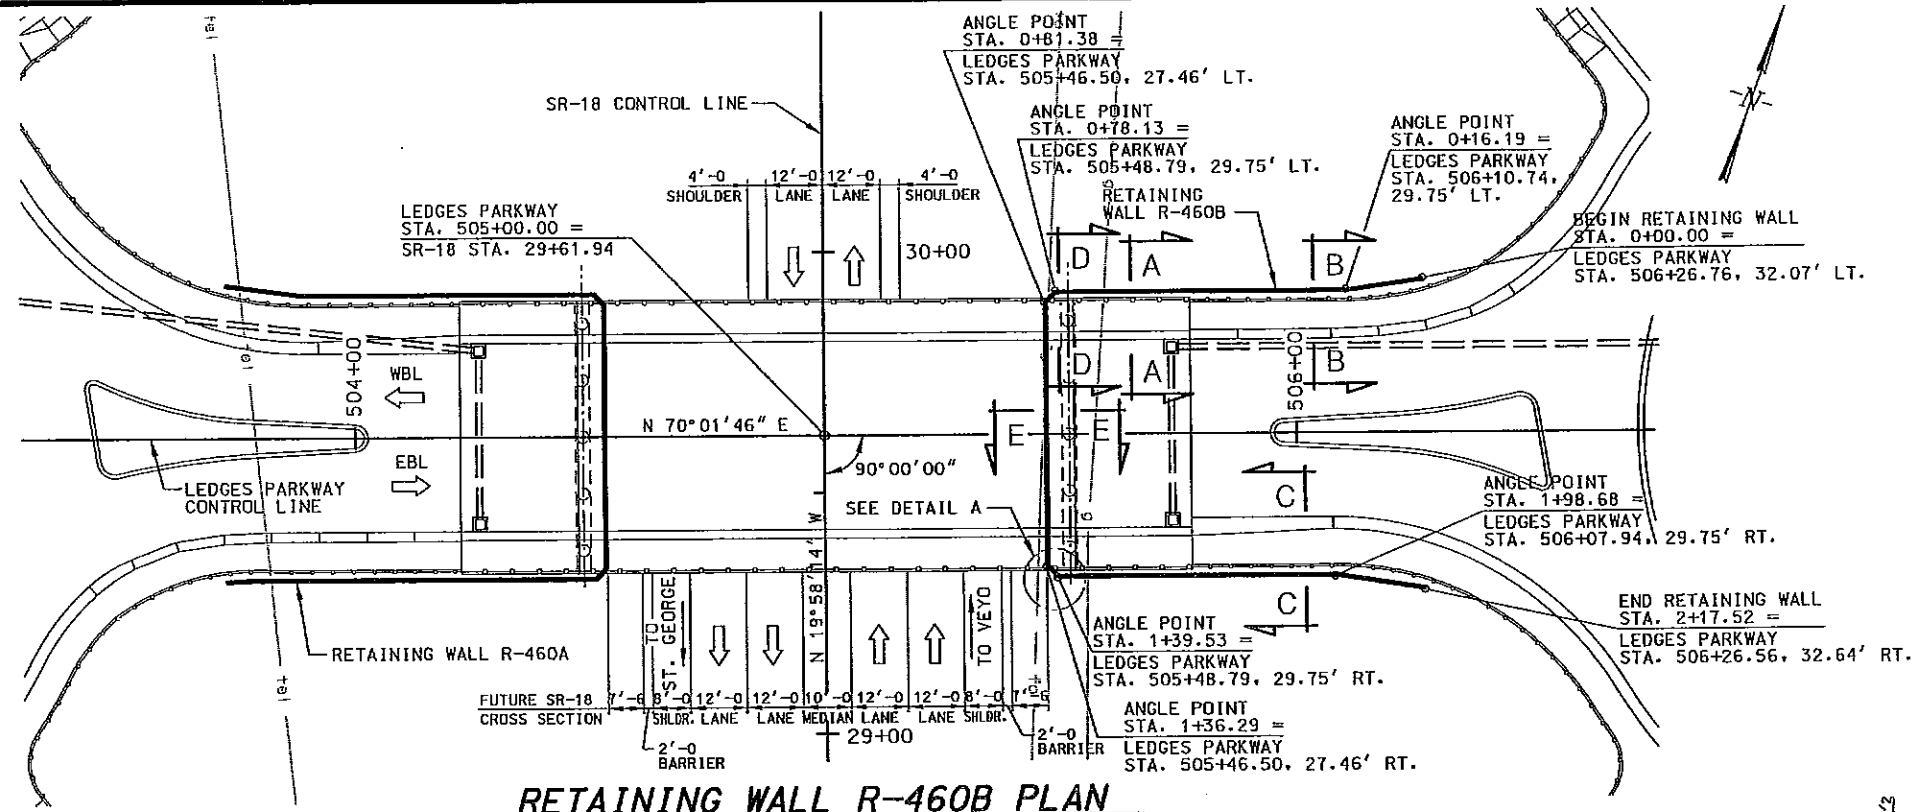 ANGLE POINT
STA. 0+81.38 =
LEDGES PARKWAY
STA. 505+46.50, 27.46' LT.
SR-18 CONTROL LINE
ANGLE POINT
STA. 0+78.13 =
LEDGES PARKWAY
STA. 505+48.79, 29.75' LT.
ANGLE POINT
STA. 0+16.19 =
LEDGES PARKWAY
STA. 506+10.74,
29.75' LT.
-N-
4'-0
SHOULDER
12'-0
LANE
12'-0
LANE
4'-0
SHOULDER
RETAINING
WALL R-460B
LEDGES PARKWAY
STA. 505+00.00 =
SR-18 STA. 29+61.94
BEGIN RETAINING WALL
STA. 0+00.00 =
LEDGES PARKWAY
STA. 506+26.76, 32.07' LT.
30+00
D
A
B
504+00
WBL
D
A
B
506+00
N 70°01'46" E
E
E
90°00'00"
EBL
LEDGES PARKWAY
CONTROL LINE
SEE DETAIL A
C
ANGLE POINT
STA. 1+98.68 =
LEDGES PARKWAY
STA. 506+07.94, 29.75' RT.
N 19°58'14" W
TO
ST. GEORGE
TO VEYO
C
RETAINING WALL R-460A
ANGLE POINT
STA. 1+39.53 =
LEDGES PARKWAY
STA. 505+48.79, 29.75' RT.
END RETAINING WALL
STA. 2+17.52 =
LEDGES PARKWAY
STA. 506+26.56, 32.64' RT.
FUTURE SR-18
CROSS SECTION
7'-6 8'-0 12'-0 12'-0 10'-0 12'-0 12'-0 8'-0 7'-6
SHLDR. LANE LANE MEDIAN LANE LANE SHLDR.
2'-0
BARRIER
29+00
2'-0
BARRIER
ANGLE POINT
STA. 1+36.29 =
LEDGES PARKWAY
STA. 505+46.50, 27.46' RT.
RETAINING WALL R-460B PLAN